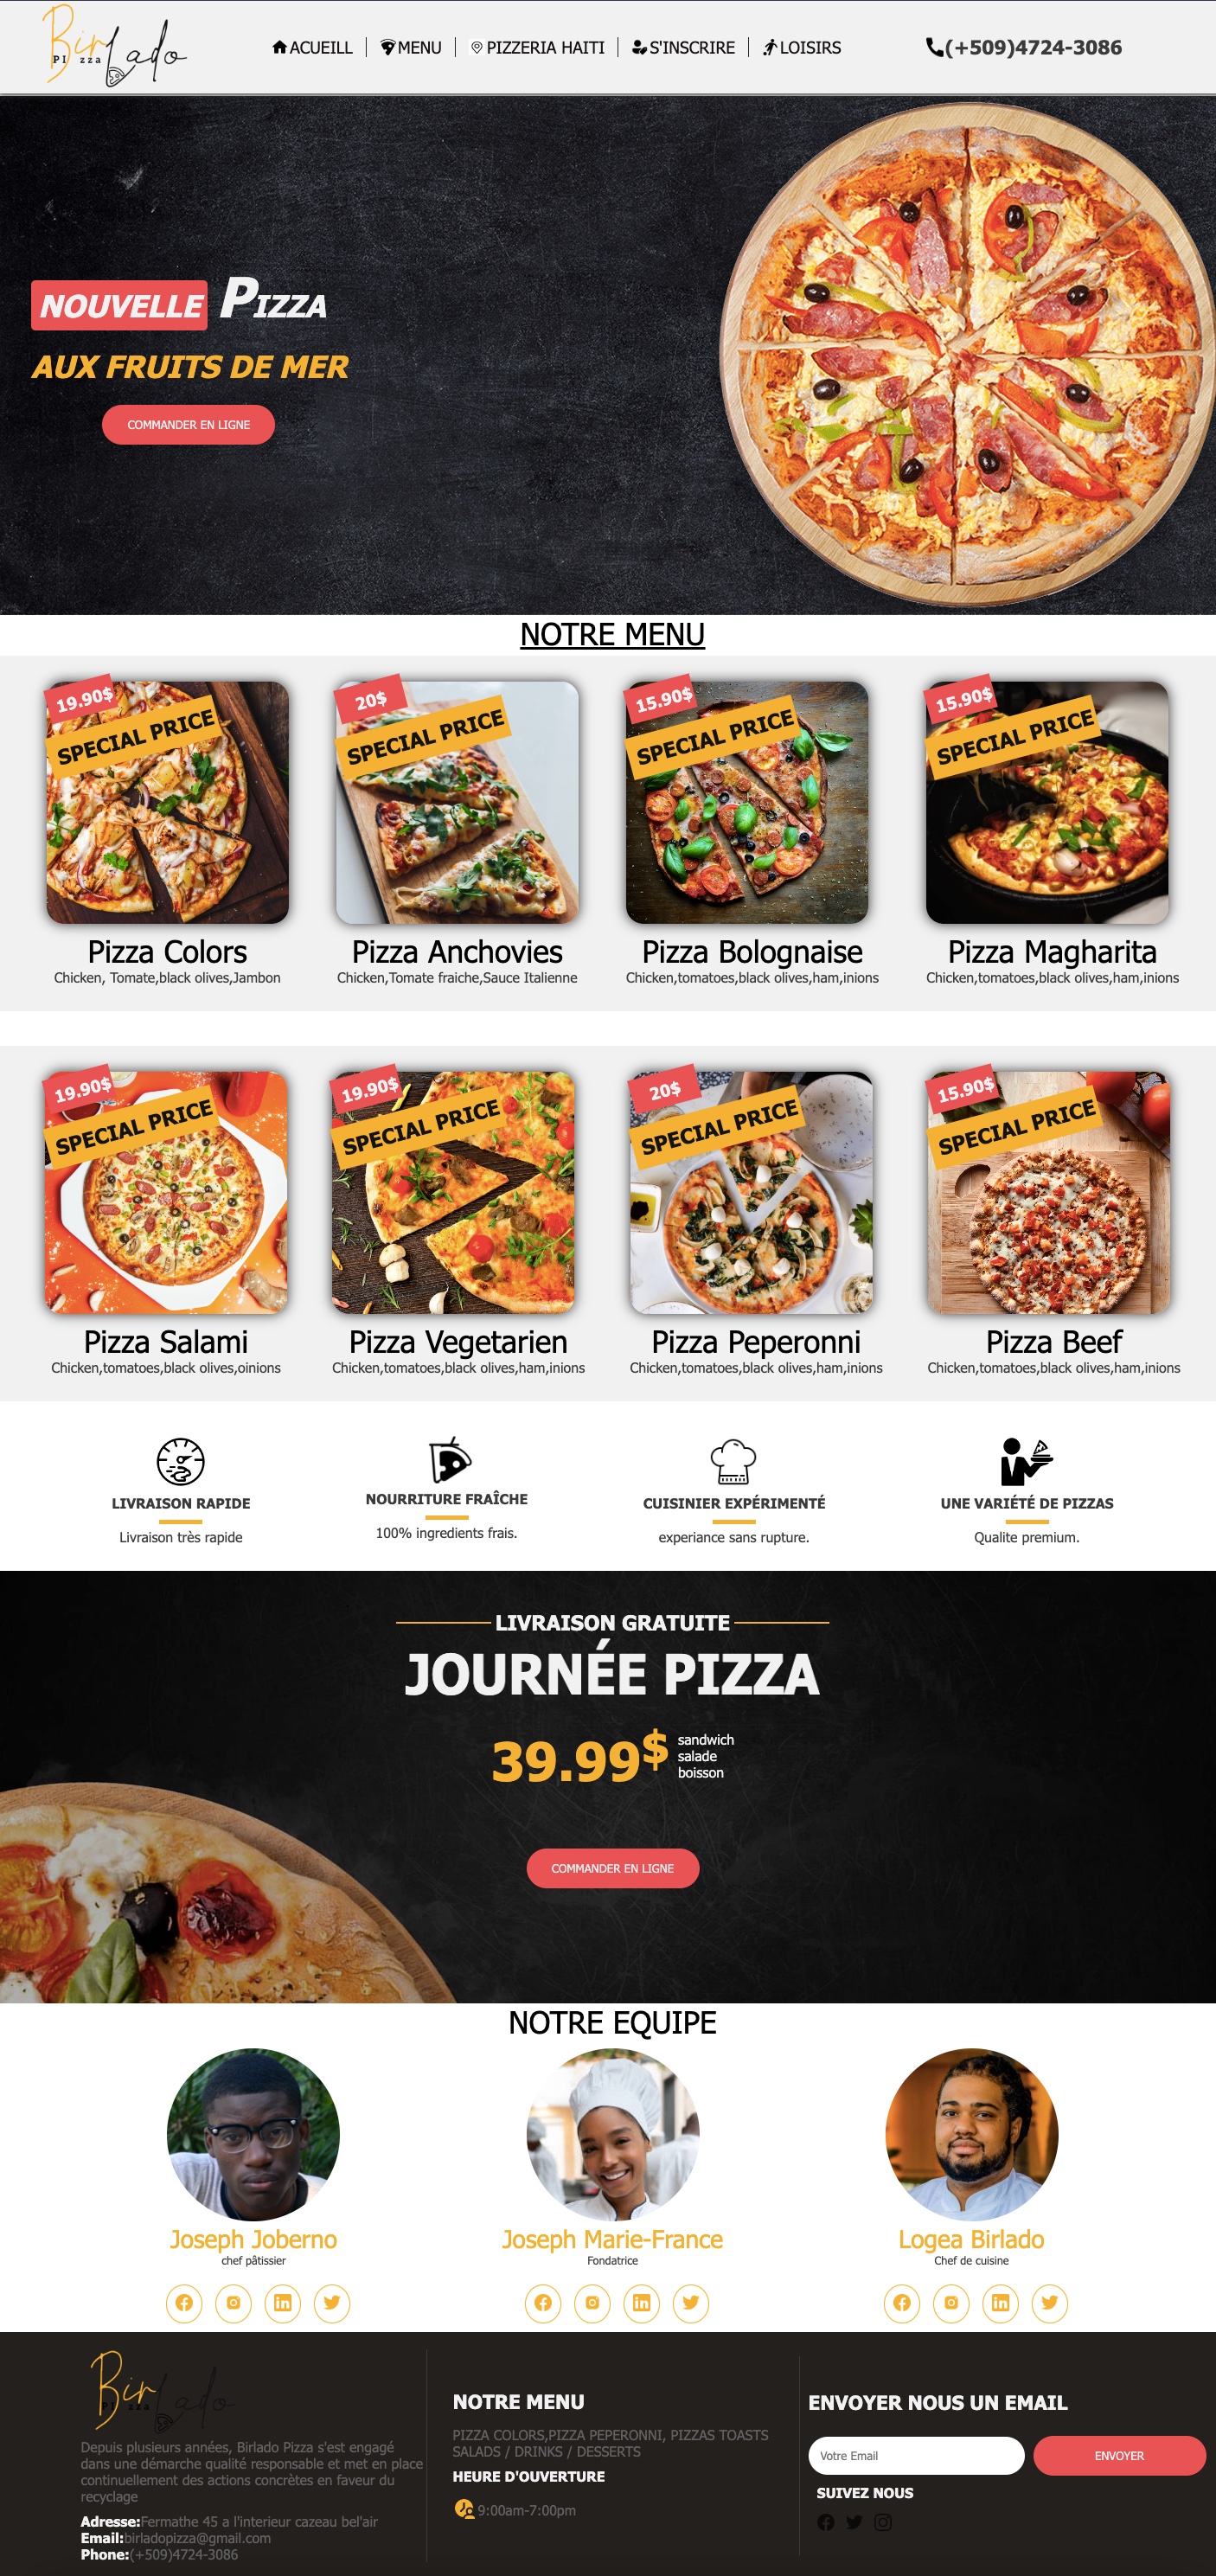 BirLado
PIzza
ACUEILL
MENU
PIZZERIA HAITI
S'INSCRIRE
LOISIRS
(+509)4724-3086
NOUVELLE PIZZA
AUX FRUITS DE MER
COMMANDER EN LIGNE
NOTRE MENU
19.90$
SPECIAL PRICE
Pizza Colors
Chicken, Tomate,black olives,Jambon
20$
SPECIAL PRICE
Pizza Anchovies
Chicken,Tomate fraiche,Sauce Italienne
15.90$
SPECIAL PRICE
Pizza Bolognaise
Chicken,tomatoes,black olives,ham,inions
15.90$
SPECIAL PRICE
Pizza Magharita
Chicken,tomatoes,black olives,ham,inions
19.90$
SPECIAL PRICE
Pizza Salami
Chicken,tomatoes,black olives,oinions
19.90$
SPECIAL PRICE
Pizza Vegetarien
Chicken,tomatoes,black olives,ham,inions
20$
SPECIAL PRICE
Pizza Peperonni
Chicken,tomatoes,black olives,ham,inions
15.90$
SPECIAL PRICE
Pizza Beef
Chicken,tomatoes,black olives,ham,inions
LIVRAISON RAPIDE
Livraison très rapide
NOURRITURE FRAÎCHE
100% ingredients frais.
CUISINIER EXPÉRIMENTÉ
experiance sans rupture.
UNE VARIÉTÉ DE PIZZAS
Qualite premium.
LIVRAISON GRATUITE
JOURNÉE PIZZA
39.99$
sandwich
salade
boisson
COMMANDER EN LIGNE
NOTRE EQUIPE
Joseph Joberno
chef pâtissier
Joseph Marie-France
Fondatrice
Logea Birlado
Chef de cuisine
BirLado
PIzza
Depuis plusieurs années, Birlado Pizza s'est engagé
dans une démarche qualité responsable et met en place
continuellement des actions concrètes en faveur du
recyclage
Adresse:Fermathe 45 a l'interieur cazeau bel'air
Email:birladopizza@gmail.com
Phone:(+509)4724-3086
NOTRE MENU
PIZZA COLORS,PIZZA PEPERONNI, PIZZAS TOASTS
SALADS / DRINKS / DESSERTS
HEURE D'OUVERTURE
9:00am-7:00pm
ENVOYER NOUS UN EMAIL
Votre Email
ENVOYER
SUIVEZ NOUS